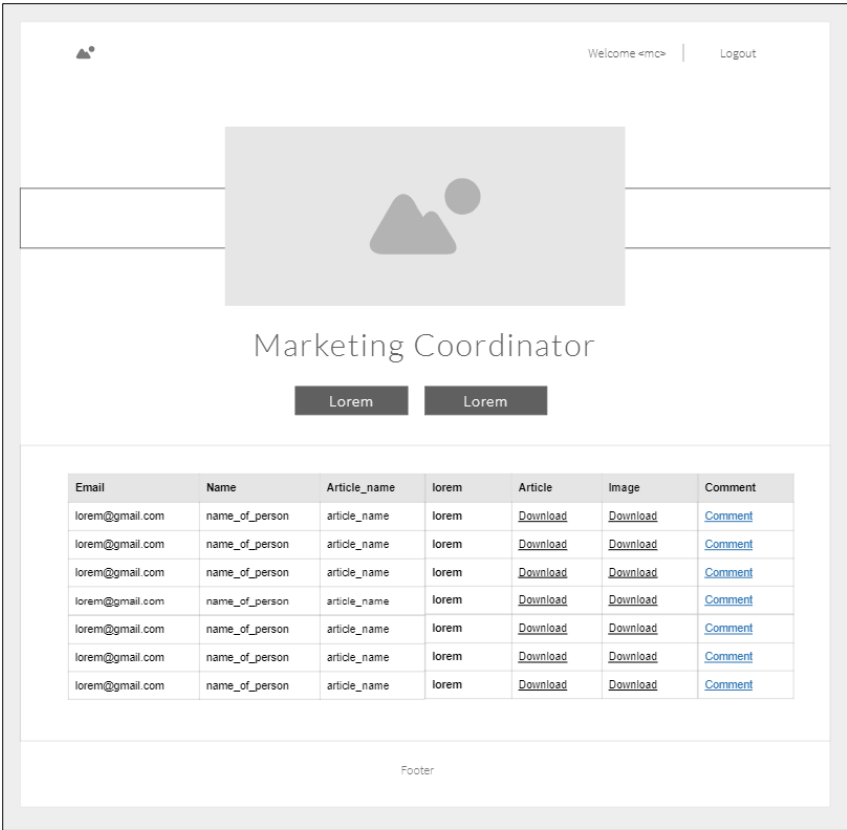 Welcome <mc> Logout
Marketing Coordinator
Lorem Lorem
Email Name Article_name lorem Article Image Comment
lorem@gmail.com name_of_person article_name lorem Download Download Comment
lorem@gmail.com name_of_person article_name lorem Download Download Comment
lorem@gmail.com name_of_person article_name lorem Download Download Comment
lorem@gmail.com name_of_person article_name lorem Download Download Comment
lorem@gmail.com name_of_person article_name lorem Download Download Comment
lorem@gmail.com name_of_person article_name lorem Download Download Comment
lorem@gmail.com name_of_person article_name lorem Download Download Comment
Footer